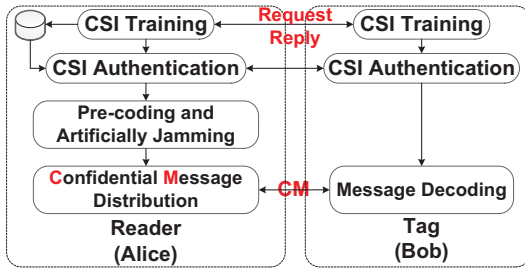 CSI Training
Request
Reply
CSI Training
CSI Authentication
CSI Authentication
Pre-coding and
Artificially Jamming
Confidential Message
Distribution
CM
Message Decoding
Reader
(Alice)
Tag
(Bob)